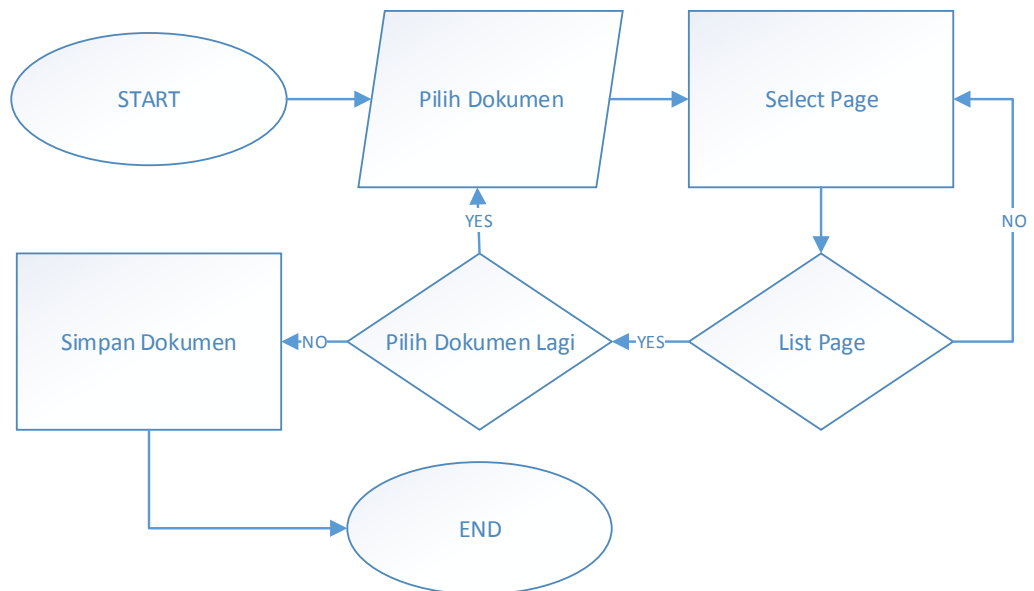 START
Pilih Dokumen
Select Page
YES
NO
Simpan Dokumen
NO
Pilih Dokumen Lagi
YES
List Page
END